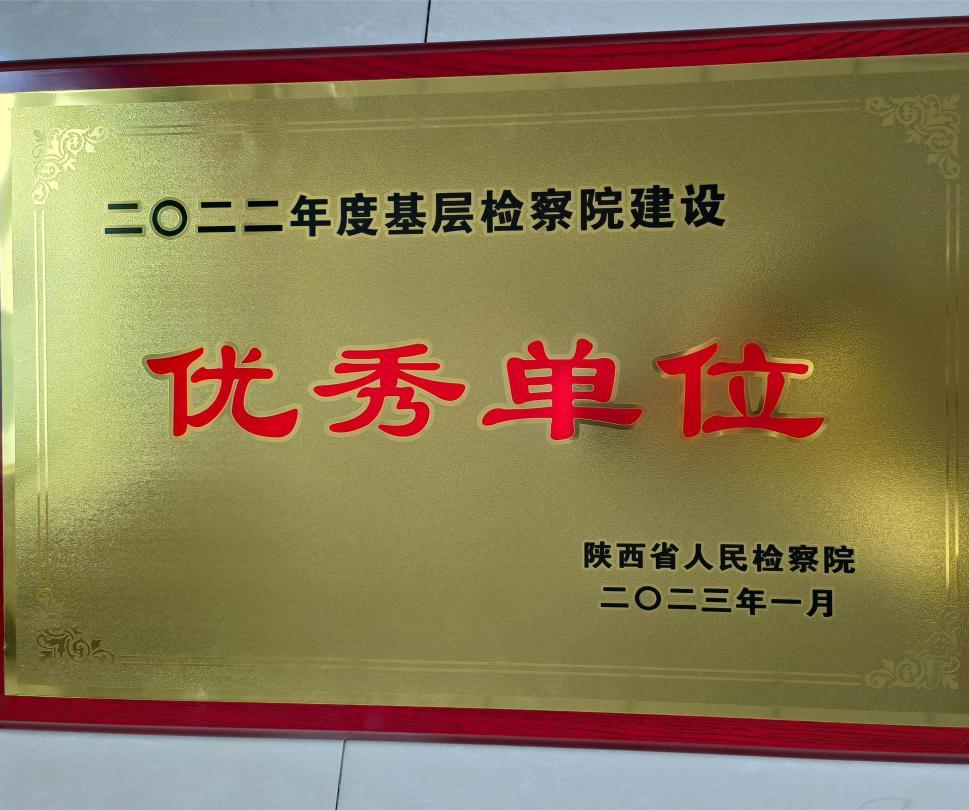 二〇二二年度基层检察院建设
优秀单位
陕西省人民检察院
二〇二三年一月